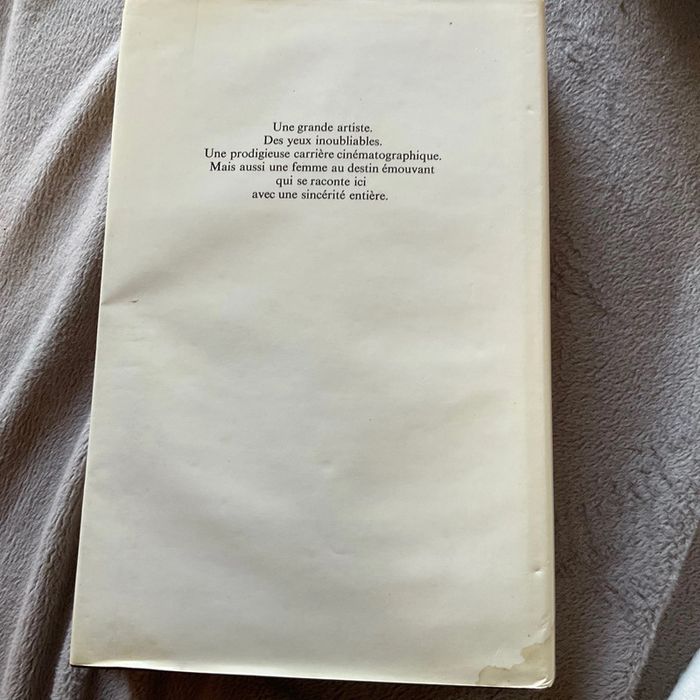 Une grande artiste.
Des yeux inoubliables.
Une prodigieuse carrière cinématographique.
Mais aussi une femme au destin émouvant
qui se raconte ici
avec une sincérité entière.